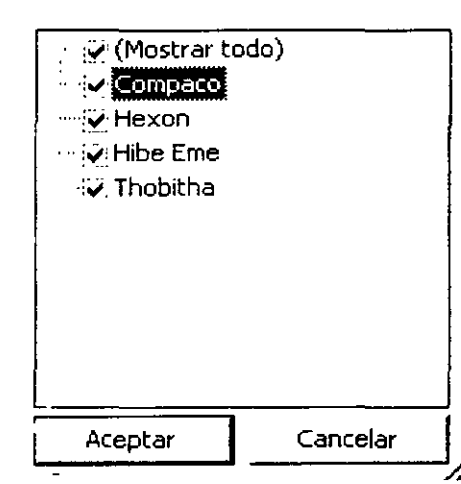 (Mostrar todo)
Compaco
Hexon
Hibe Eme
Thobitha
Aceptar Cancelar